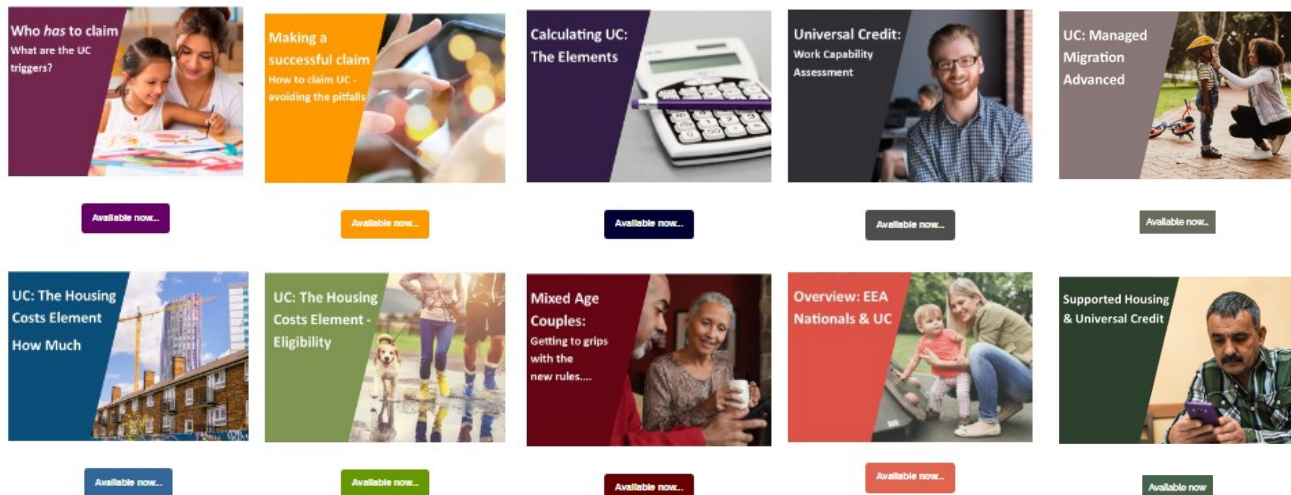 Who has to claim
What are the UC
triggers?
Making a
successful claim
How to claim UC -
avoiding the pitfalls
Calculating UC:
The Elements
Universal Credit:
Work Capability
Assessment
UC: Managed
Migration
Advanced
Available now...
Available now...
Available now...
Available now...
Available now...
UC: The Housing
Costs Element
How Much
UC: The Housing
Costs Element -
Eligibility
Mixed Age
Couples:
Getting to grips
with the
new rules....
Overview: EEA
Nationals & UC
Supported Housing
& Universal Credit
Available now...
Available now...
Available now...
Available now...
Available now